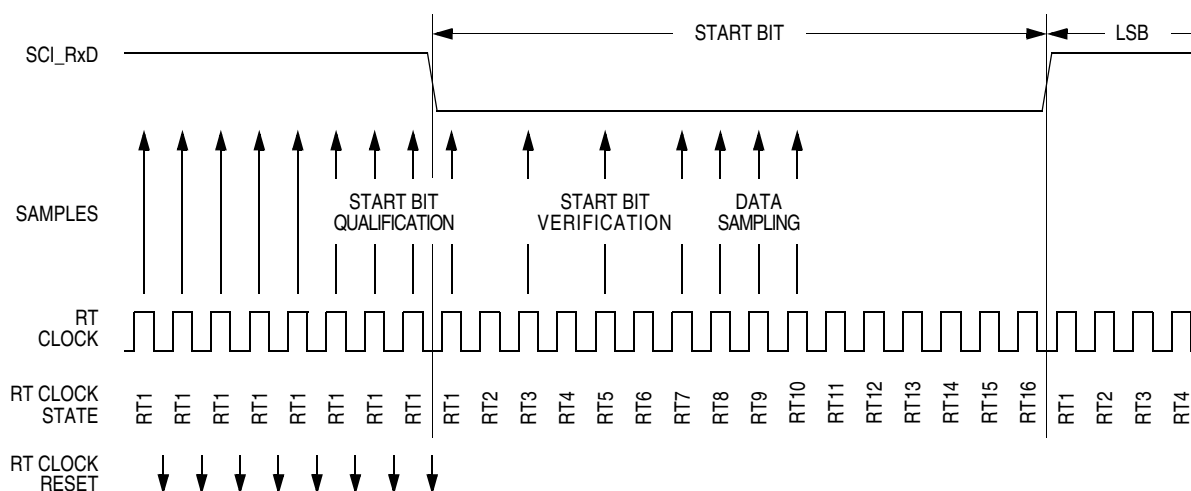 START BIT
LSB
SCI_RxD
SAMPLES
START BIT
QUALIFICATION
START BIT
VERIFICATION
DATA
SAMPLING
RT
CLOCK
RT CLOCK
STATE
RT1 RT1 RT1 RT1 RT1 RT1 RT1 RT1 RT1 RT2 RT3 RT4 RT5 RT6 RT7 RT8 RT9 RT10 RT11 RT12 RT13 RT14 RT15 RT16 RT1 RT2 RT3 RT4
RT CLOCK
RESET